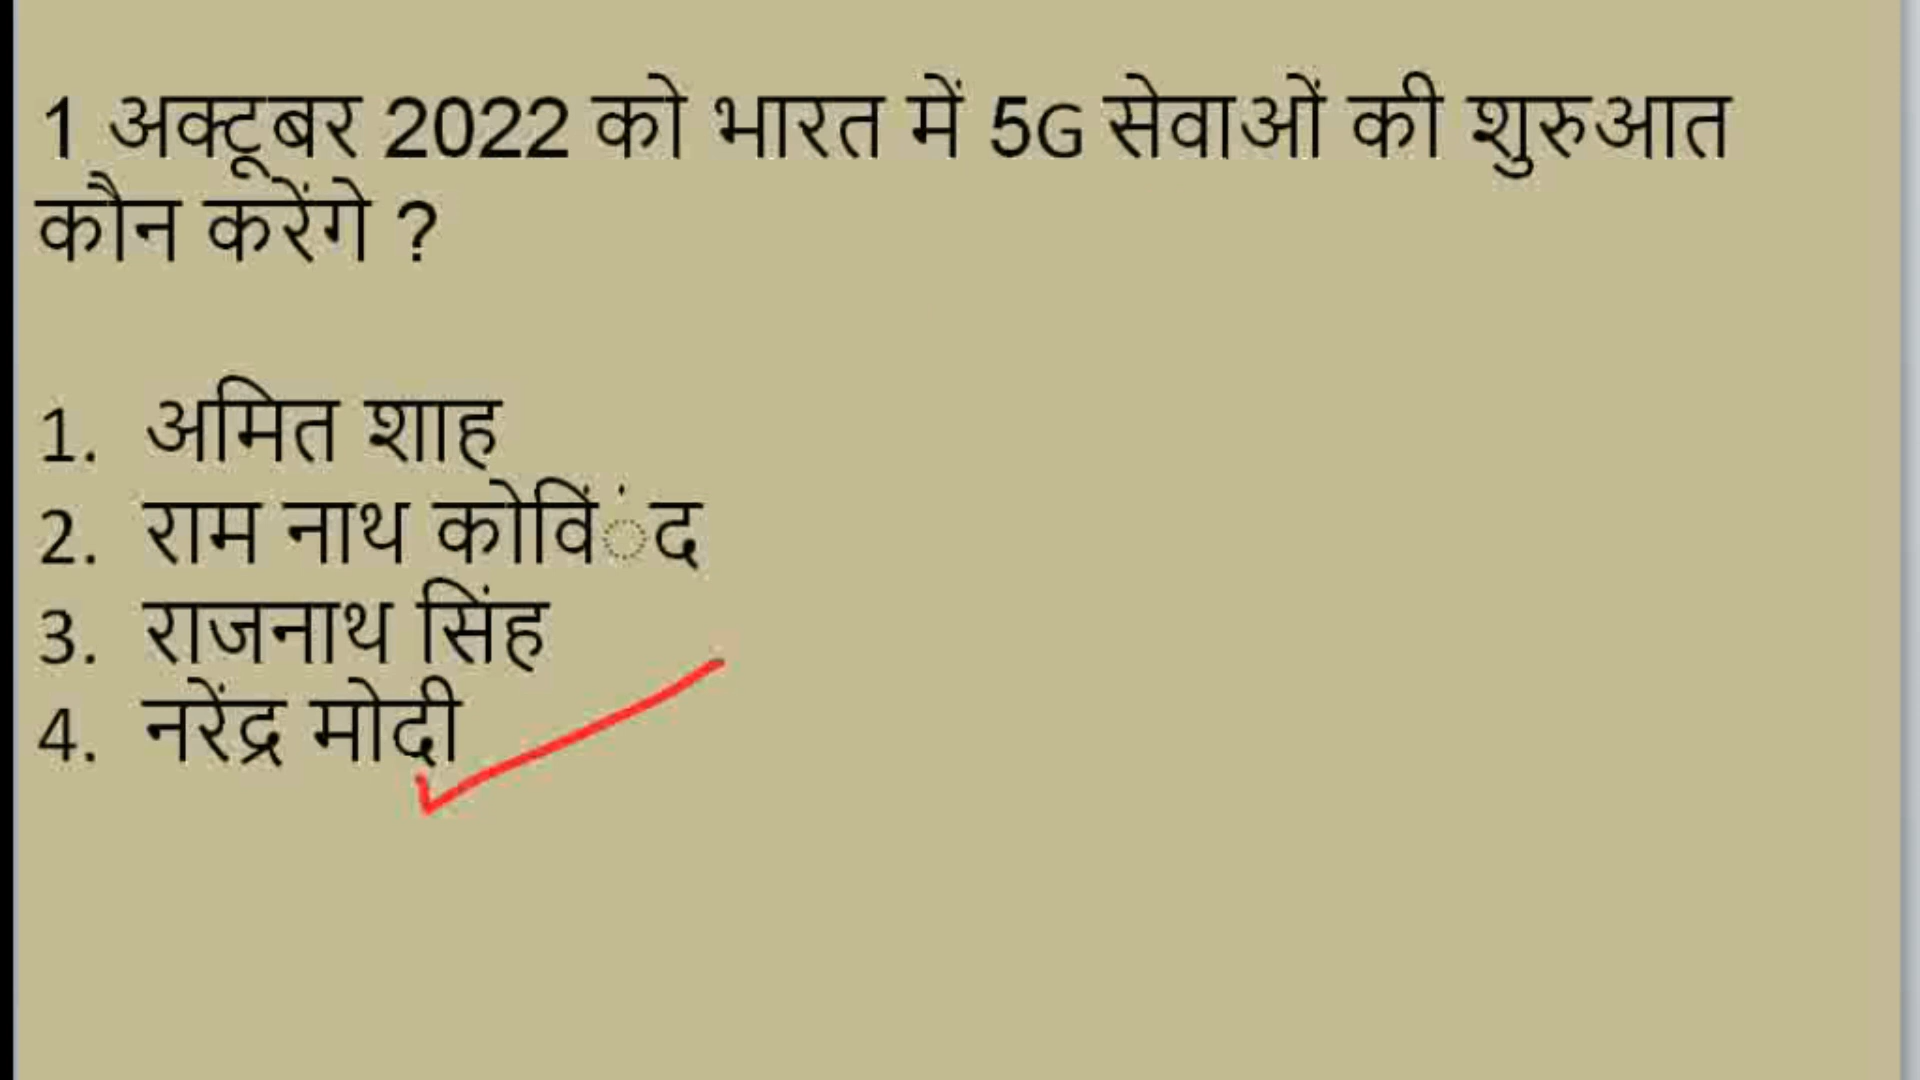 1 अक्टूबर 2022 को भारत में 5G सेवाओं की शुरुआत
कौन करेंगे ?
1. अमित शाह
2. राम नाथ कोविंंद
3. राजनाथ सिंह
4. नरेंद्र मोदी